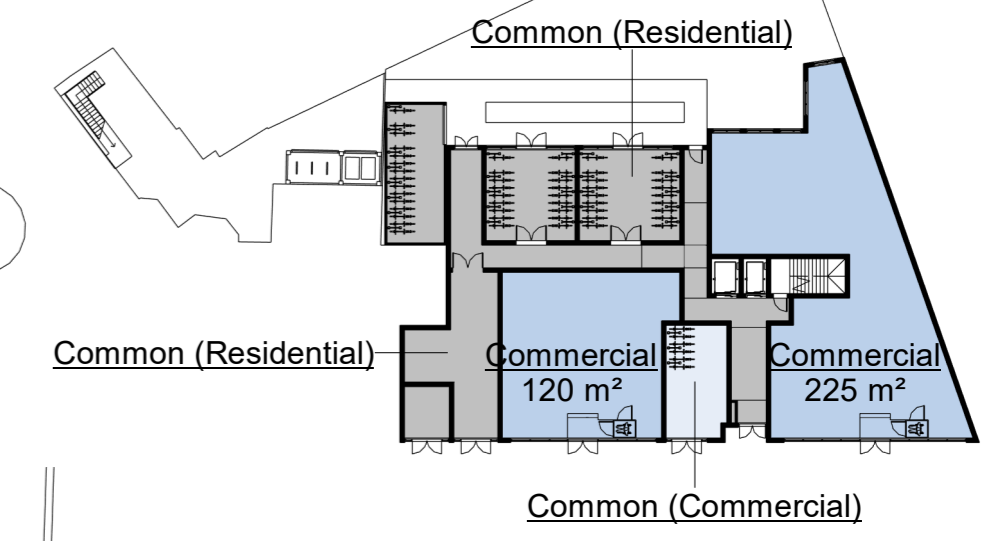 Common (Residential)
Common (Residential)
Commercial
120 m²
Commercial
225 m²
Common (Commercial)